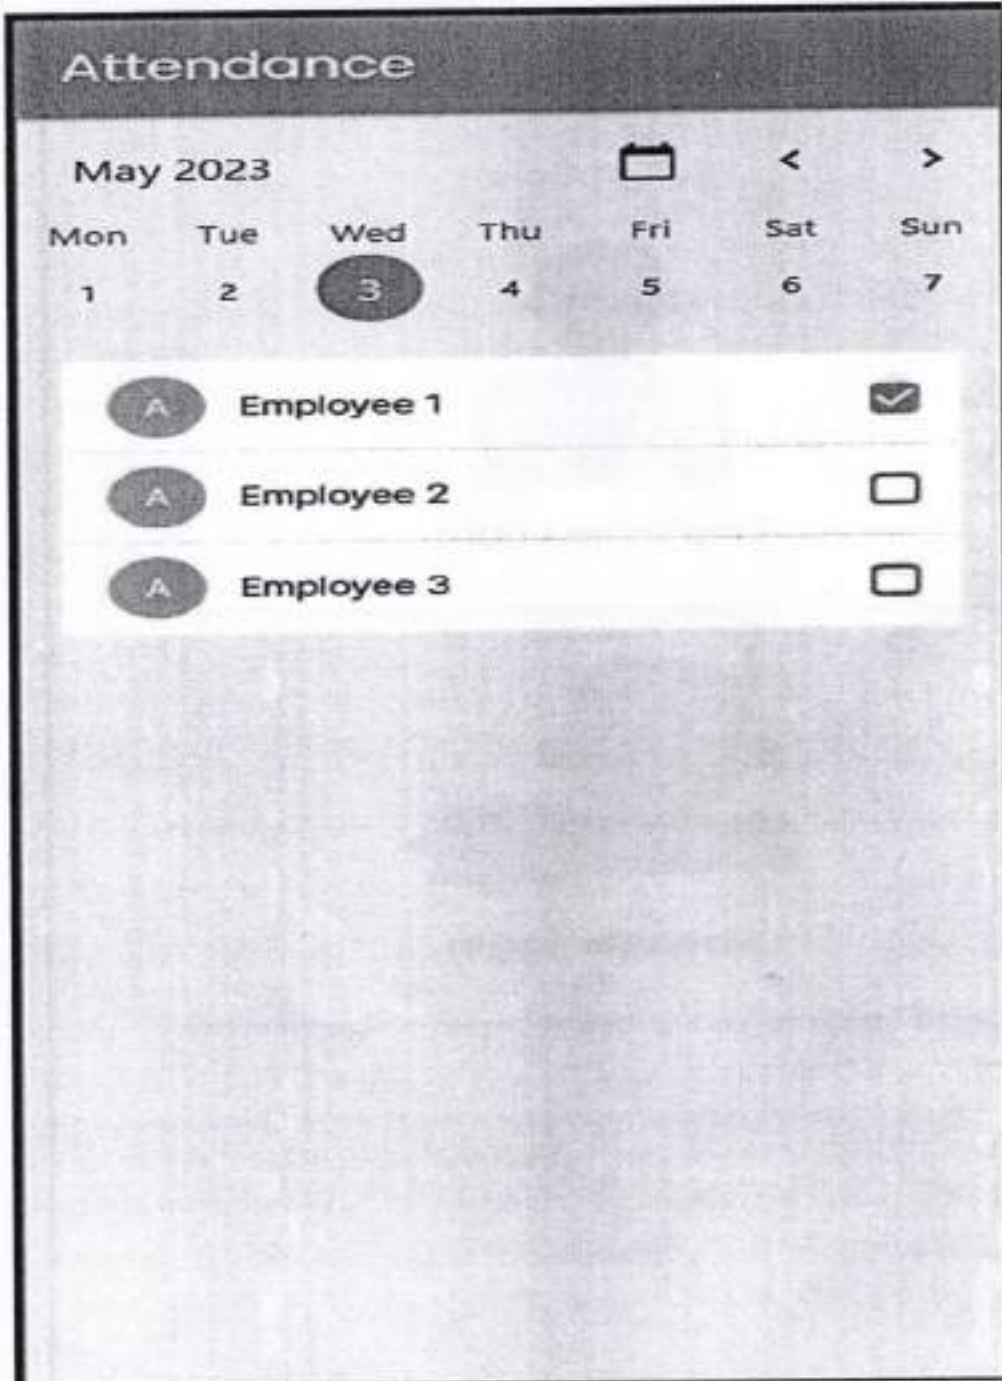 Attendance
May 2023 < >
Mon Tue Wed Thu Fri Sat Sun
1 2 3 4 5 6 7
A Employee 1
A Employee 2
A Employee 3